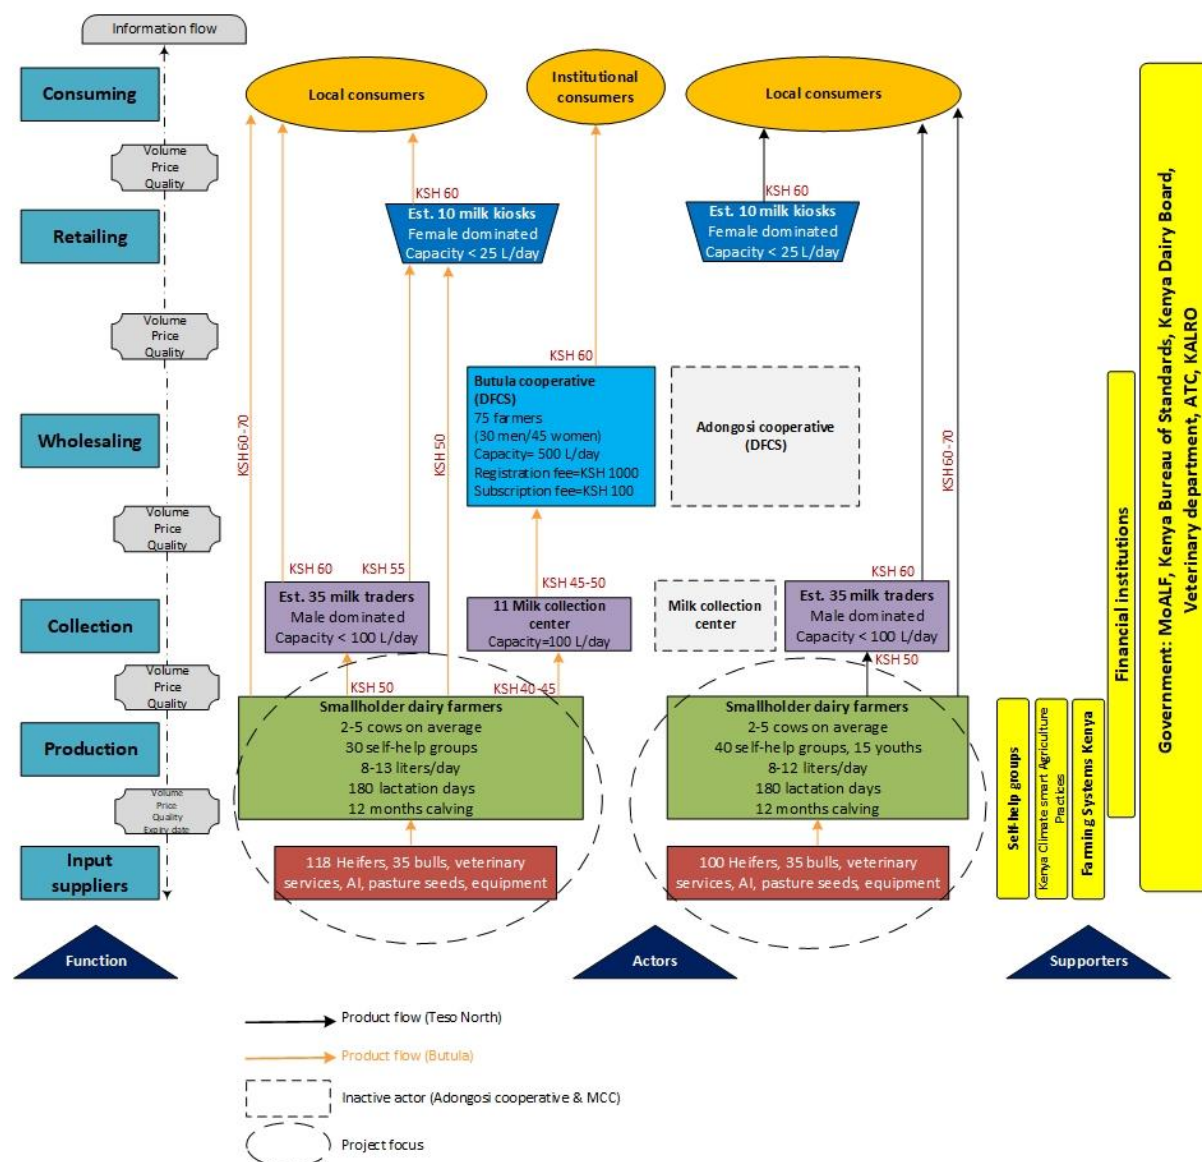 Information flow
Consuming
Local consumers
Institutional
consumers
Local consumers
Volume
Price
Quality
KSH 60
KSH 60
Retailing
Est. 10 milk kiosks
Female dominated
Capacity < 25 L/day
Est. 10 milk kiosks
Female dominated
Capacity < 25 L/day
Volume
Price
Quality
KSH 60
Wholesaling
KSH 60-70
KSH 50
Butula cooperative
(DFCS)
75 farmers
(30 men/45 women)
Capacity= 500 L/day
Registration fee=KSH 1000
Subscription fee=KSH 100
Adongosi cooperative
(DFCS)
KSH 60-70
Volume
Price
Quality
KSH 60
KSH 55
KSH 45-50
KSH 60
Collection
Est. 35 milk traders
Male dominated
Capacity < 100 L/day
11 Milk collection
center
Capacity=100 L/day
Milk collection
center
Est. 35 milk traders
Male dominated
Capacity < 100 L/day
Volume
Price
Quality
KSH 50
KSH 40-45
KSH 50
Production
Smallholder dairy farmers
2-5 cows on average
30 self-help groups
8-13 liters/day
180 lactation days
12 months calving
Smallholder dairy farmers
2-5 cows on average
40 self-help groups, 15 youths
8-12 liters/day
180 lactation days
12 months calving
Volume
Price
Quality
Expiry date
Input
suppliers
118 Heifers, 35 bulls, veterinary
services, AI, pasture seeds, equipment
100 Heifers, 35 bulls, veterinary
services, AI, pasture seeds, equipment
Self-help groups
Kenya Climate smart Agriculture
Practices
Farming Systems Kenya
Financial institutions
Government: MoALF, Kenya Bureau of Standards, Kenya Dairy Board,
Veterinary department, ATC, KALRO
Function
Actors
Supporters
Product flow (Teso North)
Product flow (Butula)
Inactive actor (Adongosi cooperative & MCC)
Project focus